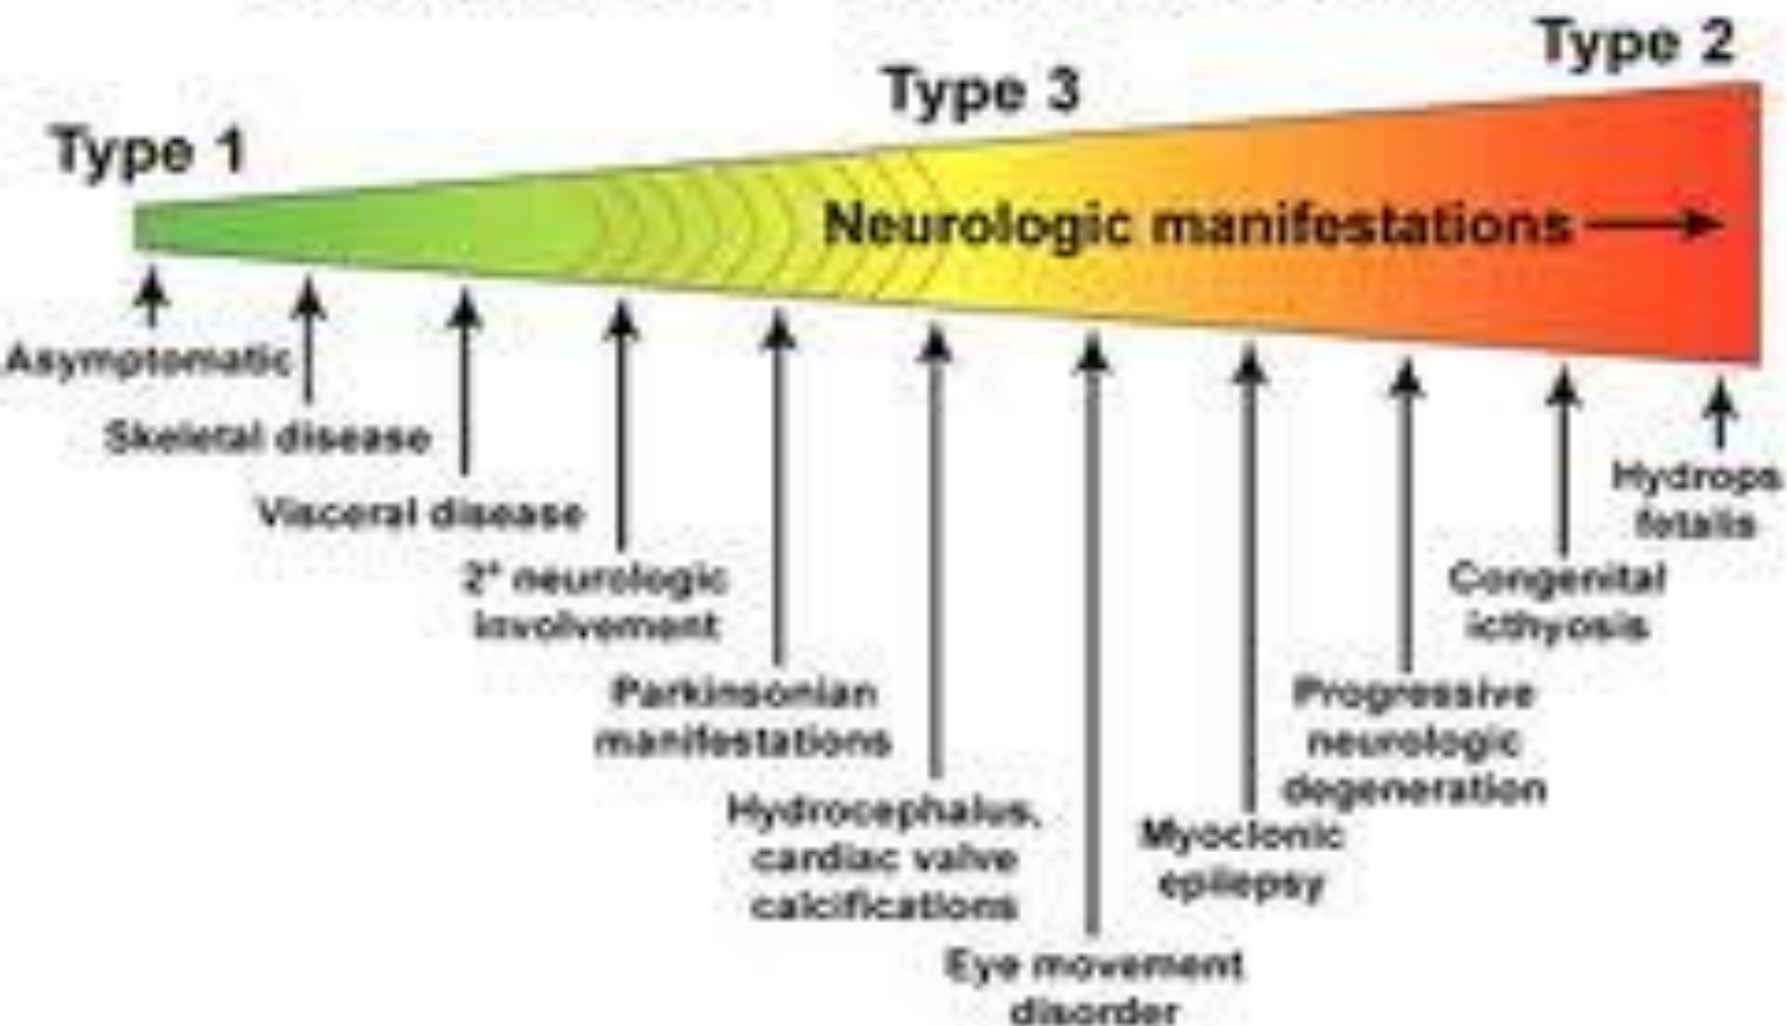 Type 1
Type 3
Type 2
Neurologic manifestations
Asymptomatic
Skeletal disease
Visceral disease
2° neurologic
involvement
Parkinsonian
manifestations
Hydrocephalus,
cardiac valve
calcifications
Eye movement
disorder
Myoclonic
epilepsy
Progressive
neurologic
degeneration
Congenital
icthyosis
Hydrops
fetalis